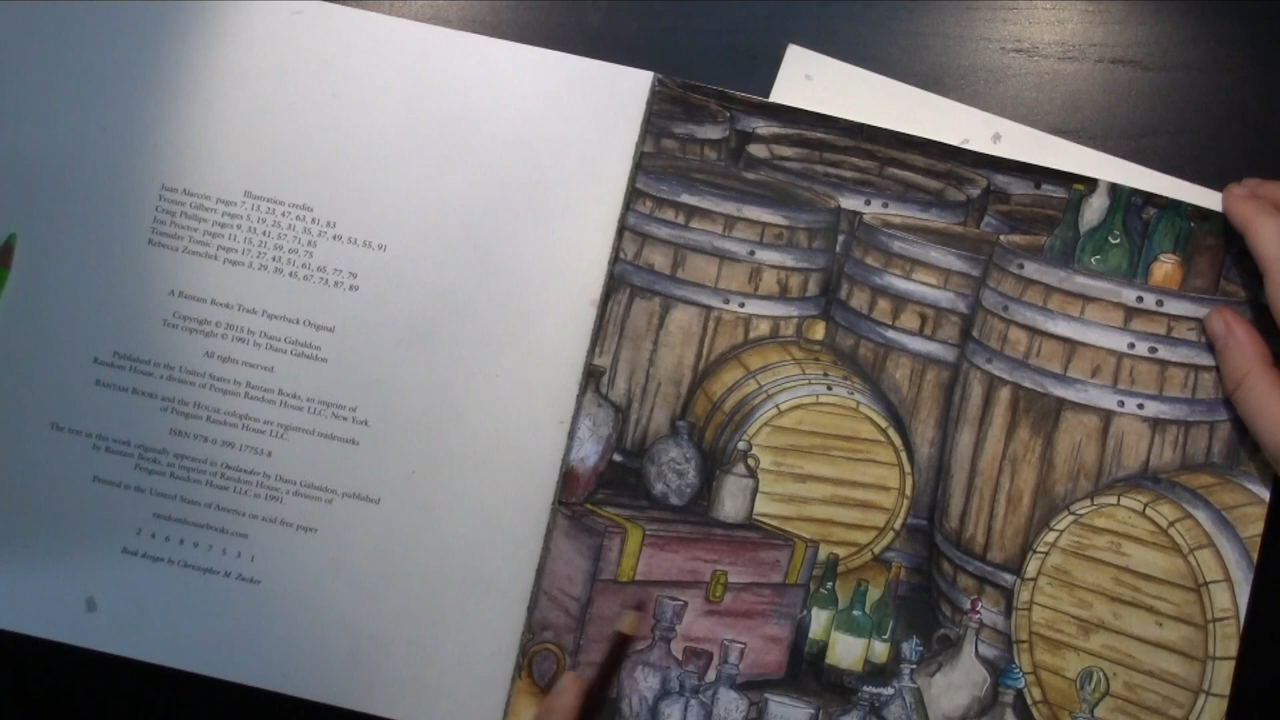 Illustration credits
Juan Alarcón: pages 7, 13, 23, 47, 63, 81, 83
Yvonne Gilbert: pages 5, 19, 25, 31, 35, 37, 49, 53, 55, 91
Craig Phillips: pages 9, 33, 41, 57, 71, 85
Jon Proctor: pages 11, 15, 21, 59, 69, 75
Tomislav Tomić: pages 17, 27, 43, 51, 61, 65, 77, 79
Rebecca Zomchek: pages 3, 29, 39, 45, 67, 73, 87, 89
A Bantam Books Trade Paperback Original
Copyright © 2015 by Diana Gabaldon
Text copyright © 1991 by Diana Gabaldon
All rights reserved.
Published in the United States by Bantam Books, an imprint of
Random House, a division of Penguin Random House LLC, New York.
BANTAM BOOKS and the HOUSE colophon are registered trademarks
of Penguin Random House LLC.
ISBN 978-0-399-17753-8
The text in this work originally appeared in Outlander by Diana Gabaldon, published
by Bantam Books, an imprint of Random House, a division of
Penguin Random House LLC in 1991.
Printed in the United States of America on acid-free paper
randomhousebooks.com
2 4 6 8 9 7 5 3 1
Book design by Christopher M. Zucker